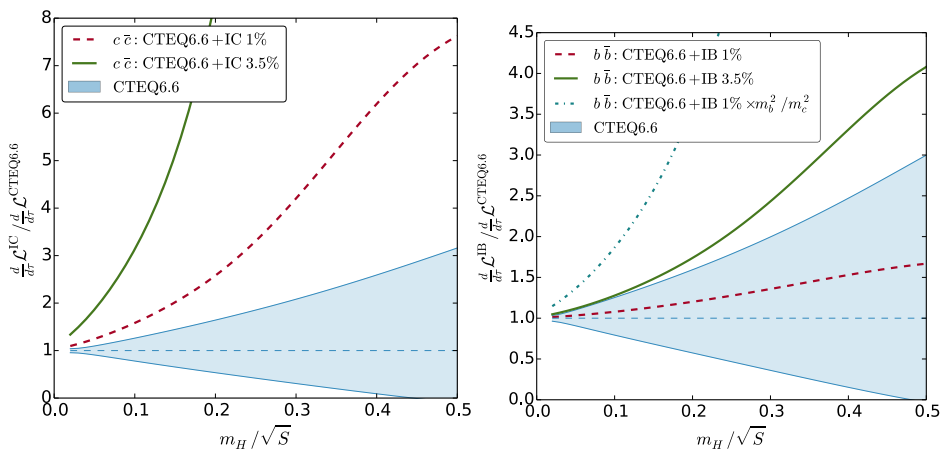 8
7
6
5
4
3
2
1
0
c c̄ : CTEQ6.6 + IC 1%
c c̄ : CTEQ6.6 + IC 3.5%
CTEQ6.6
d/dτ ℒ^IC / d/dτ ℒ^CTEQ6.6
0.0 0.1 0.2 0.3 0.4 0.5
m_H/√S
4.5
4.0
3.5
3.0
2.5
2.0
1.5
1.0
0.5
0.0
b b̄ : CTEQ6.6 + IB 1%
b b̄ : CTEQ6.6 + IB 3.5%
b b̄ : CTEQ6.6 + IB 1% × m_b^2/m_c^2
CTEQ6.6
d/dτ ℒ^IB / d/dτ ℒ^CTEQ6.6
0.0 0.1 0.2 0.3 0.4 0.5
m_H/√S